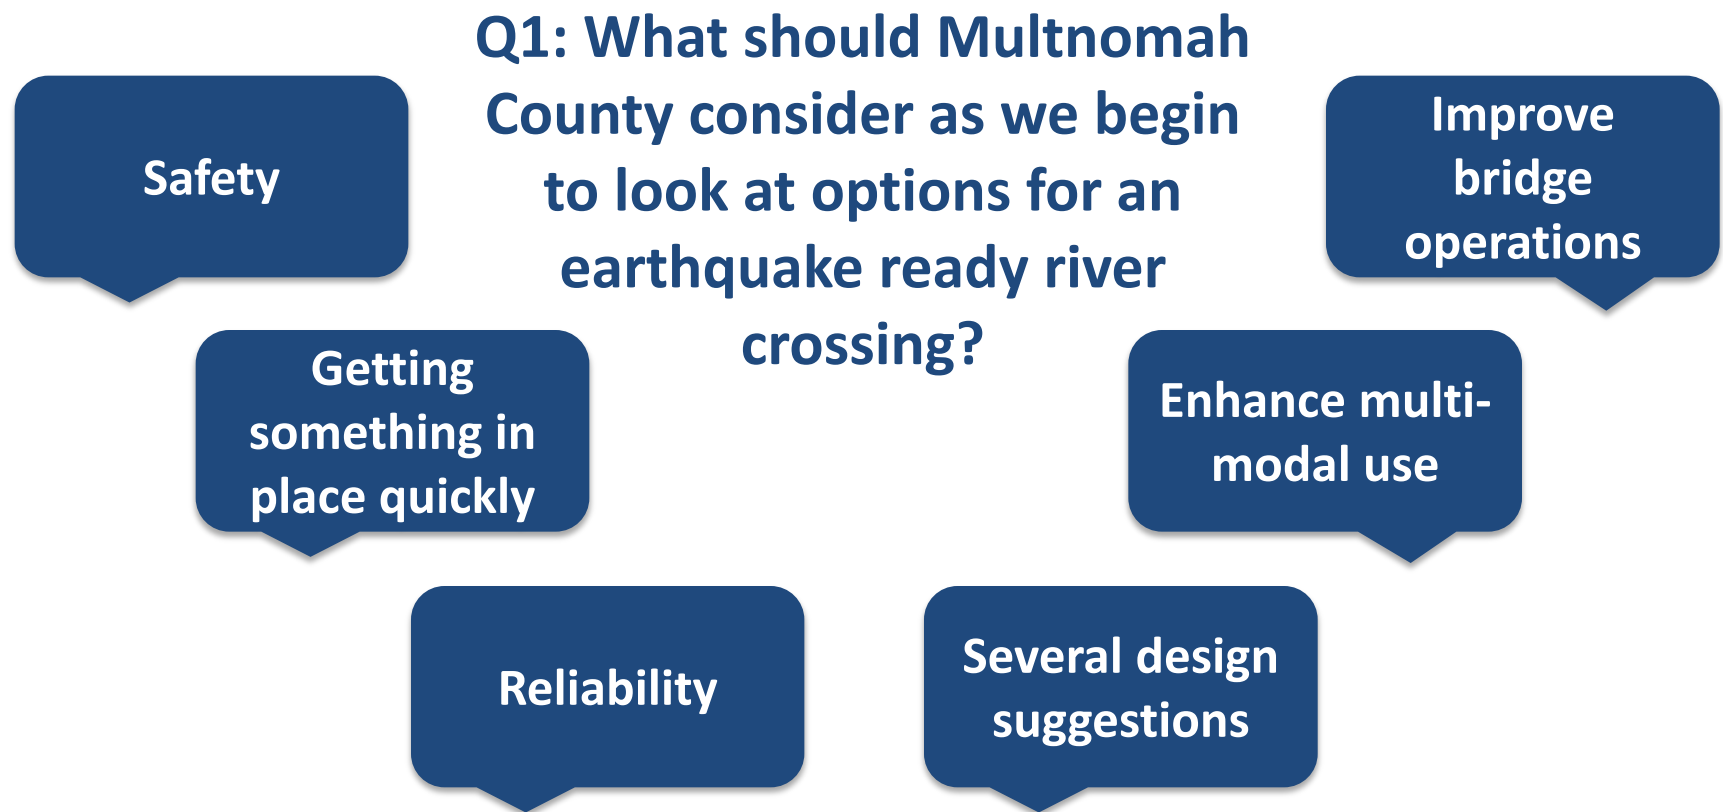 Q1: What should Multnomah
County consider as we begin
to look at options for an
earthquake ready river
crossing?
Safety
Getting
something in
place quickly
Reliability
Several design
suggestions
Enhance multi-
modal use
Improve
bridge
operations